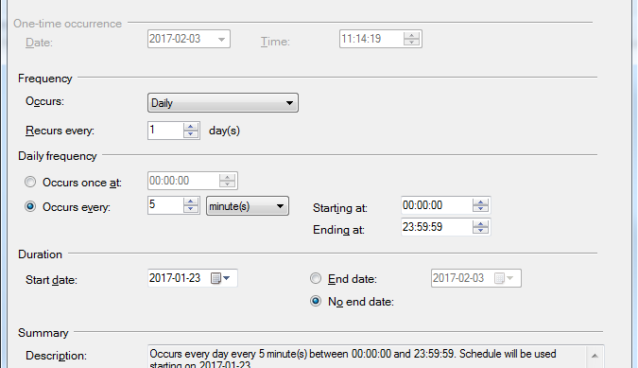 One-time occurrence
Date: 2017-02-03 Time: 11:14:19
Frequency
Occurs: Daily
Recurs every: 1 day(s)
Daily frequency
Occurs once at: 00:00:00
Occurs every: 5 minute(s) Starting at: 00:00:00
Ending at: 23:59:59
Duration
Start date: 2017-01-23 End date: 2017-02-03
No end date:
Summary
Description: Occurs every day every 5 minute(s) between 00:00:00 and 23:59:59. Schedule will be used
starting on 2017-01-23.